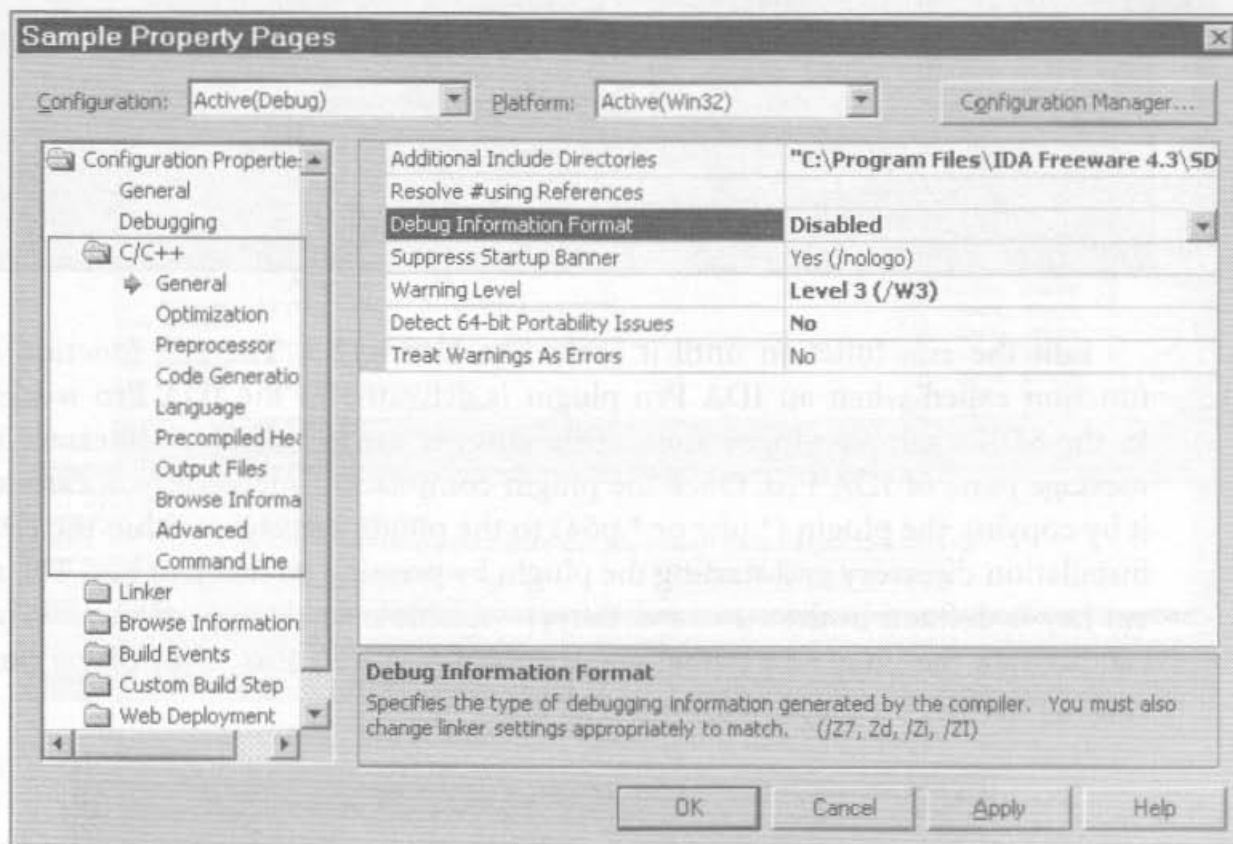 Sample Property Pages
Configuration: Active(Debug) Platform: Active(Win32) Configuration Manager...
Configuration Propertie
General
Debugging
C/C++
General
Optimization
Preprocessor
Code Generatio
Language
Precompiled Hea
Output Files
Browse Informa
Advanced
Command Line
Linker
Browse Information
Build Events
Custom Build Step
Web Deployment
Additional Include Directories "C:\Program Files\IDA Freeware 4.3\SD
Resolve #using References
Debug Information Format Disabled
Suppress Startup Banner Yes (/nologo)
Warning Level Level 3 (/W3)
Detect 64-bit Portability Issues No
Treat Warnings As Errors No
Debug Information Format
Specifies the type of debugging information generated by the compiler. You must also
change linker settings appropriately to match. (/Z7, Zd, /Zi, /ZI)
OK Cancel Apply Help